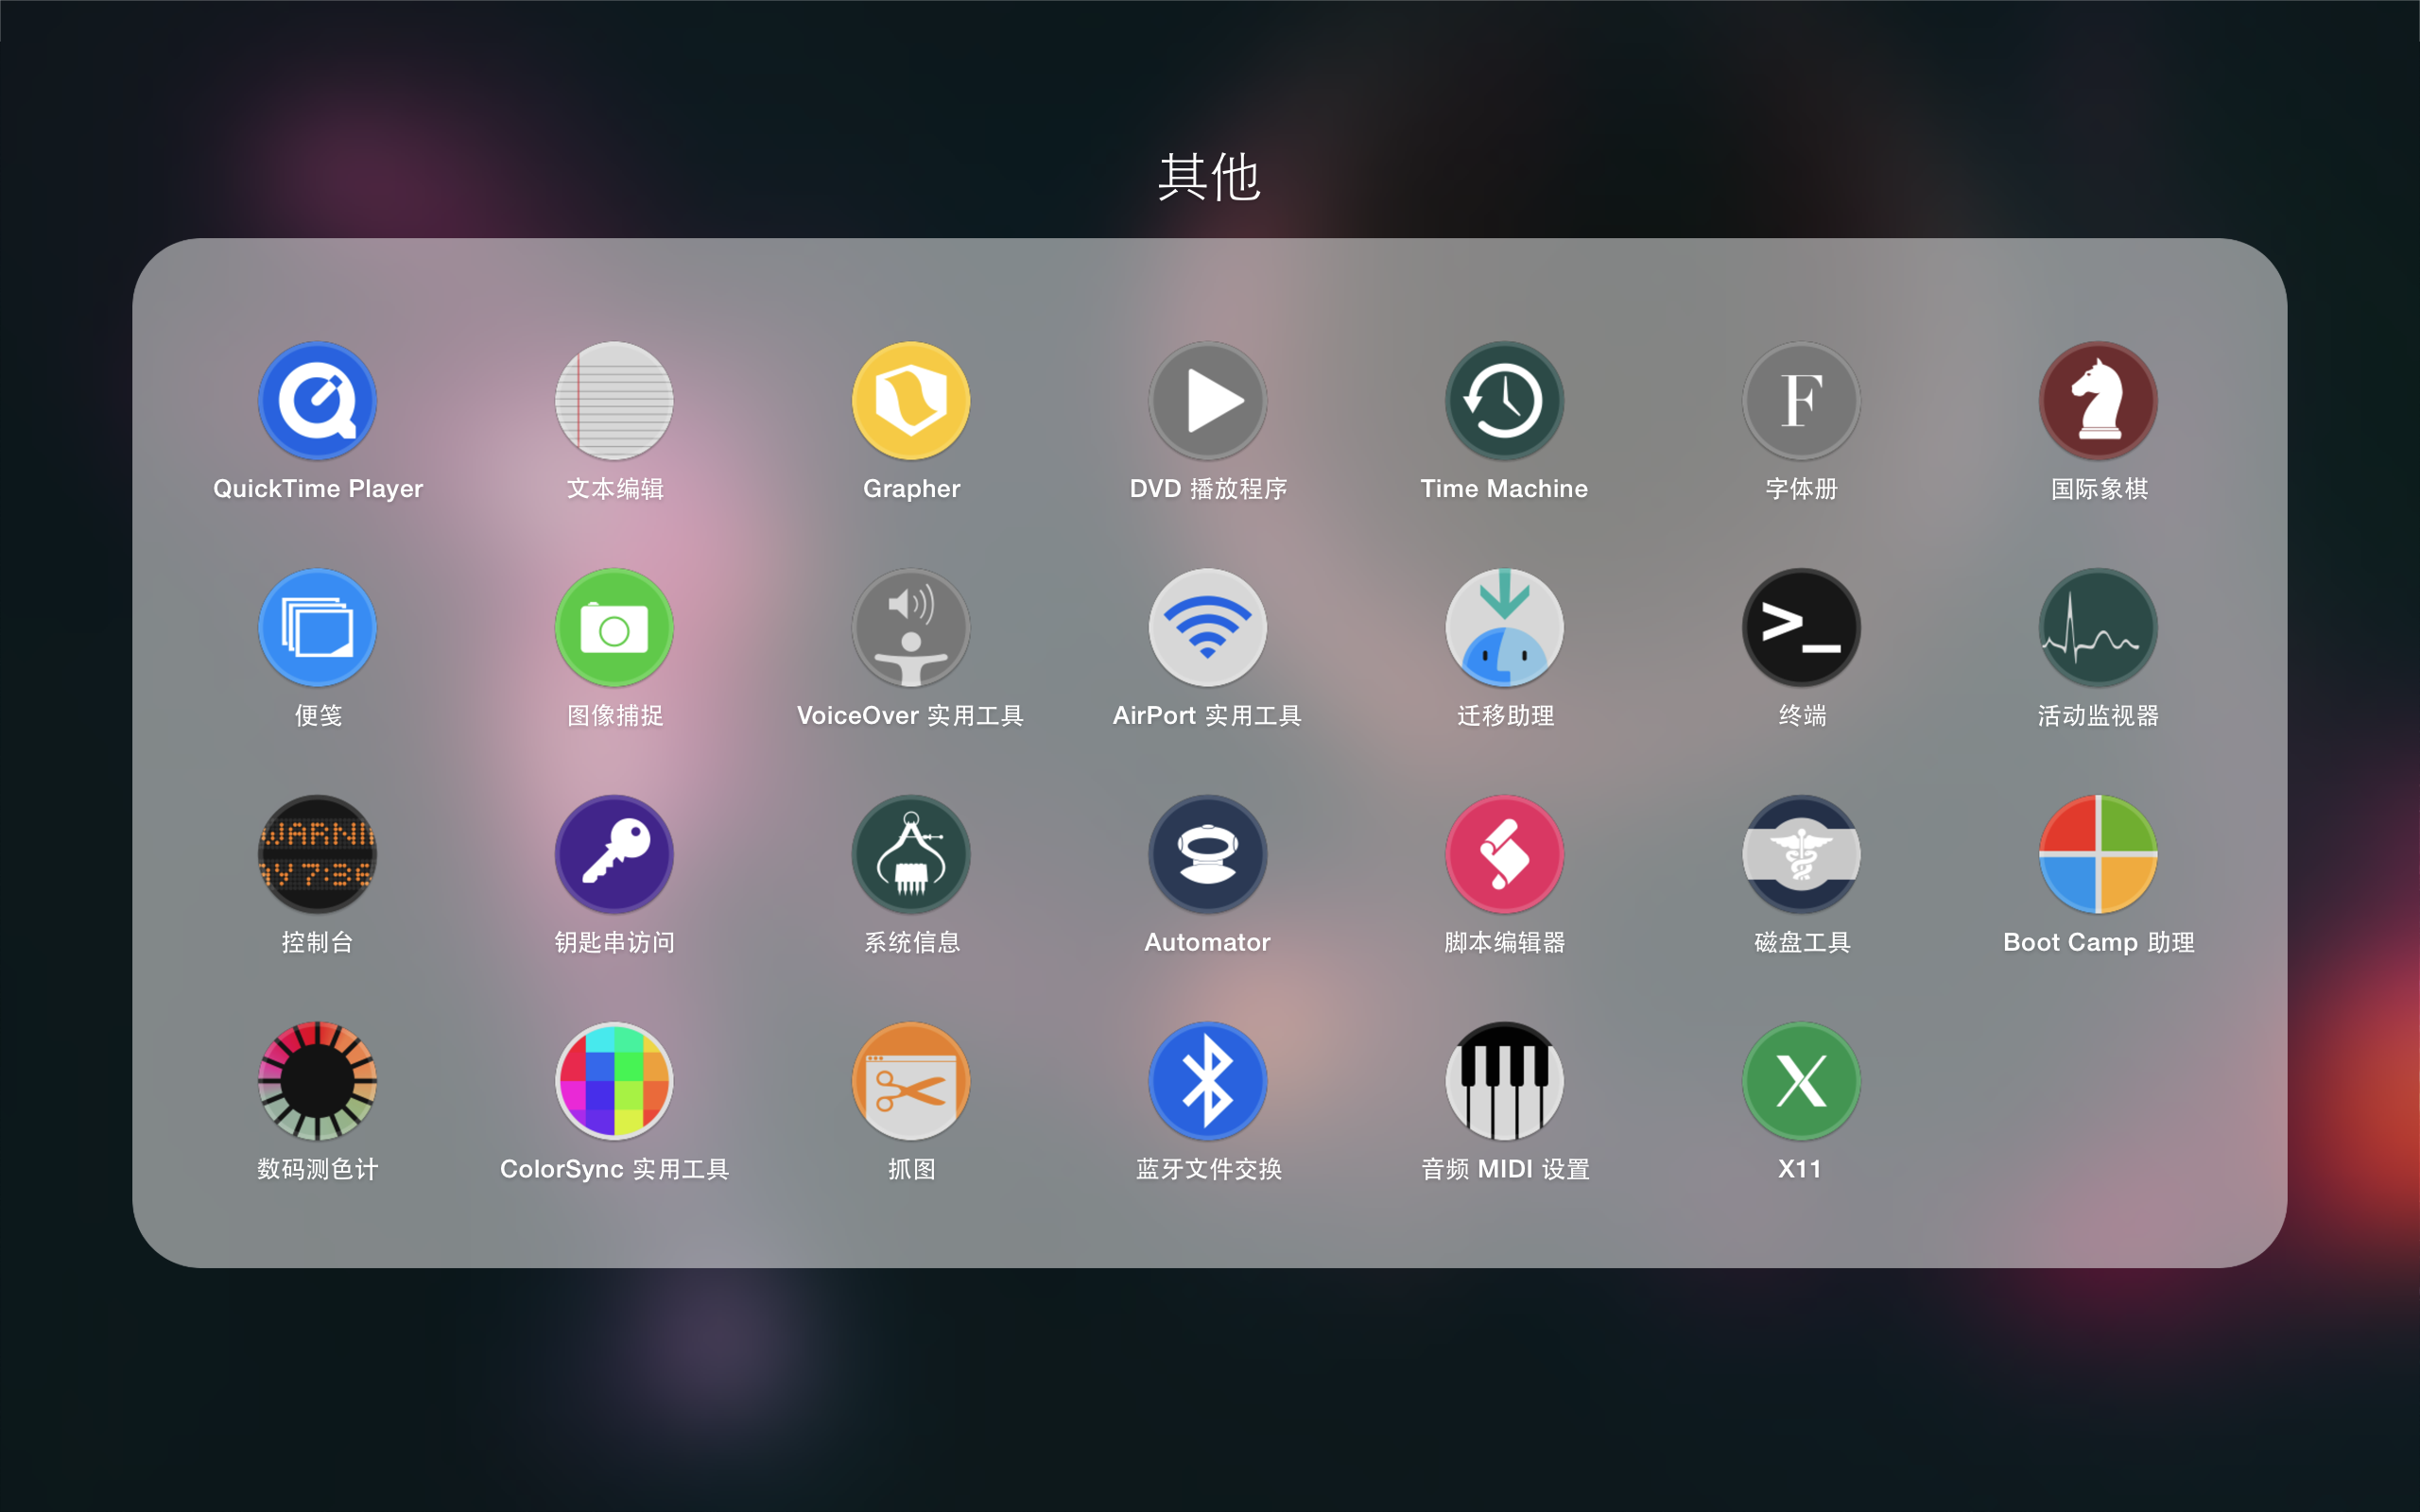 其他
QuickTime Player
文本编辑
Grapher
DVD 播放程序
Time Machine
F
字体册
国际象棋
便笺
图像捕捉
VoiceOver 实用工具
AirPort 实用工具
>_
迁移助理
终端
活动监视器
WARNI
AY 7:36
控制台
钥匙串访问
系统信息
Automator
脚本编辑器
磁盘工具
Boot Camp 助理
数码测色计
ColorSync 实用工具
抓图
蓝牙文件交换
音频 MIDI 设置
X
X11